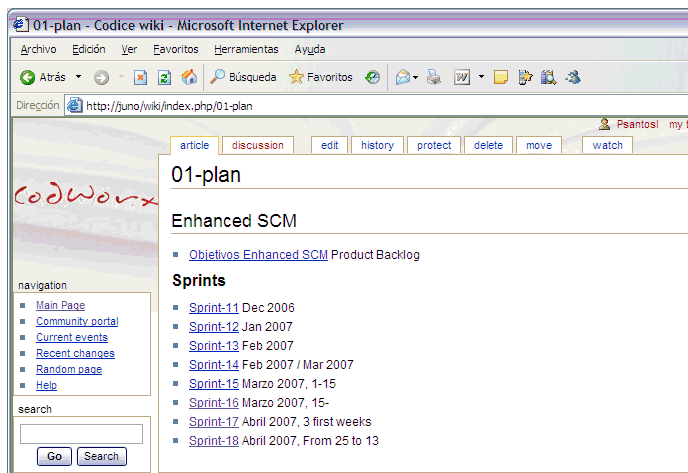 01-plan - Codice wiki - Microsoft Internet Explorer
Archivo Edición Ver Favoritos Herramientas Ayuda
Atrás Búsqueda Favoritos
Dirección http://juno/wiki/index.php/01-plan
Psantosl my t
article discussion edit history protect delete move watch
01-plan
codworx
Enhanced SCM
Objetivos Enhanced SCM Product Backlog
Sprints
Sprint-11 Dec 2006
Sprint-12 Jan 2007
Sprint-13 Feb 2007
Sprint-14 Feb 2007 / Mar 2007
Sprint-15 Marzo 2007, 1-15
Sprint-16 Marzo 2007, 15-
Sprint-17 Abril 2007, 3 first weeks
Sprint-18 Abril 2007, From 25 to 13
navigation
Main Page
Community portal
Current events
Recent changes
Random page
Help
search
Go Search